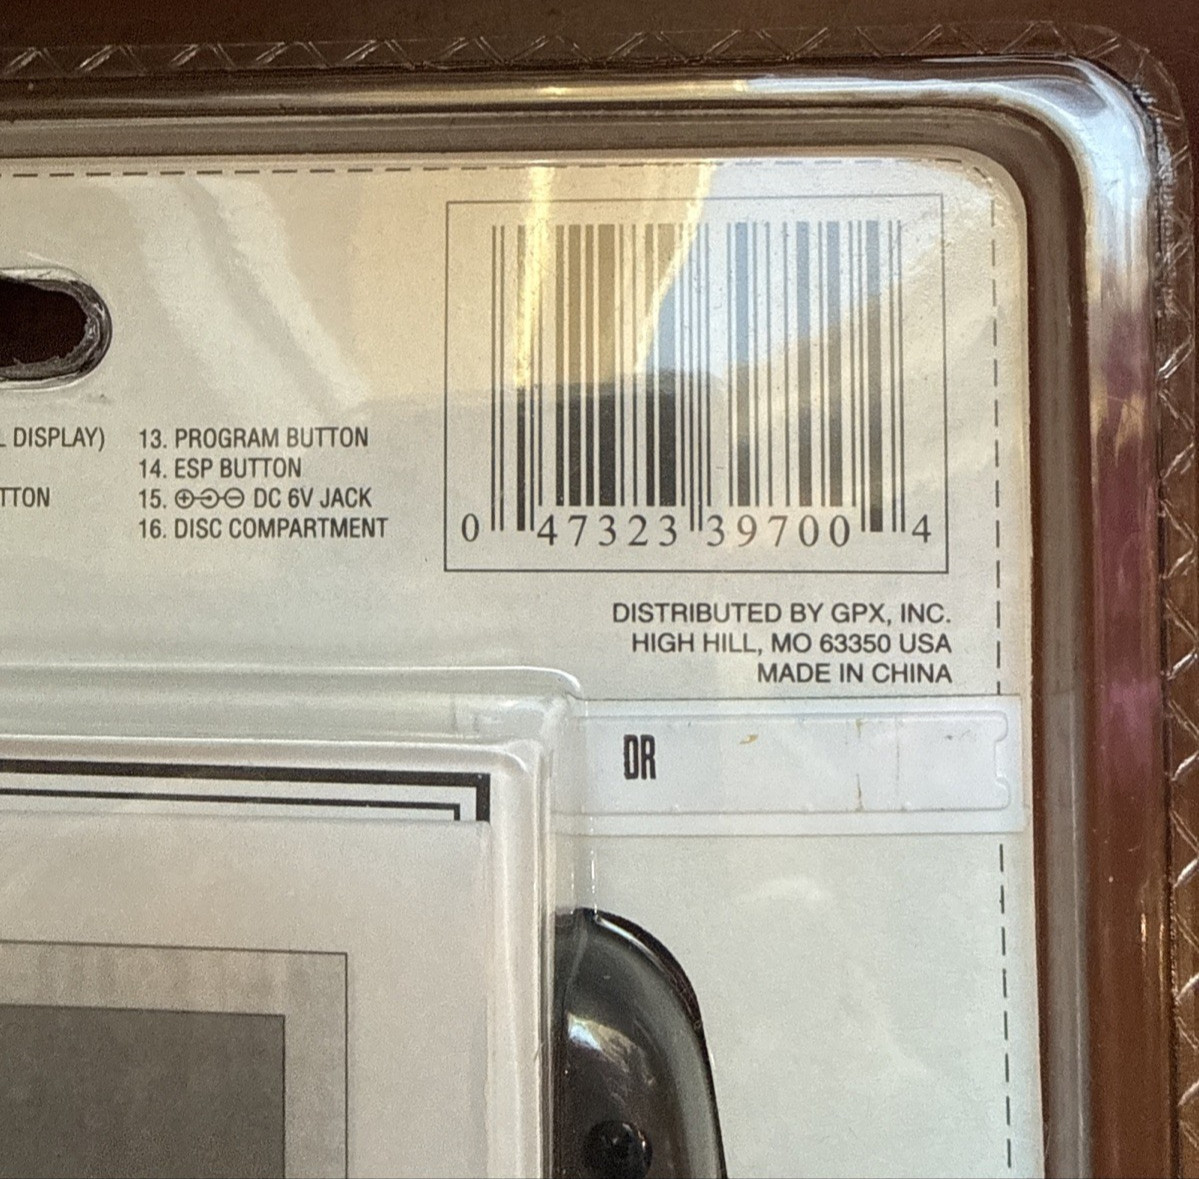 L DISPLAY)
TTON
13. PROGRAM BUTTON
14. ESP BUTTON
15. DC 6V JACK
16. DISC COMPARTMENT
0 47323 39700 4
DISTRIBUTED BY GPX, INC.
HIGH HILL, MO 63350 USA
MADE IN CHINA
OR